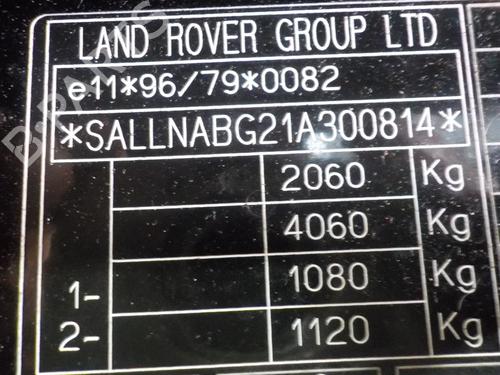 LAND ROVER GROUP LTD
e11*96/79*0082
*SALLNABG21A300814*
2060 Kg
4060 Kg
1- 1080 Kg
2- 1120 Kg
B-PARTS